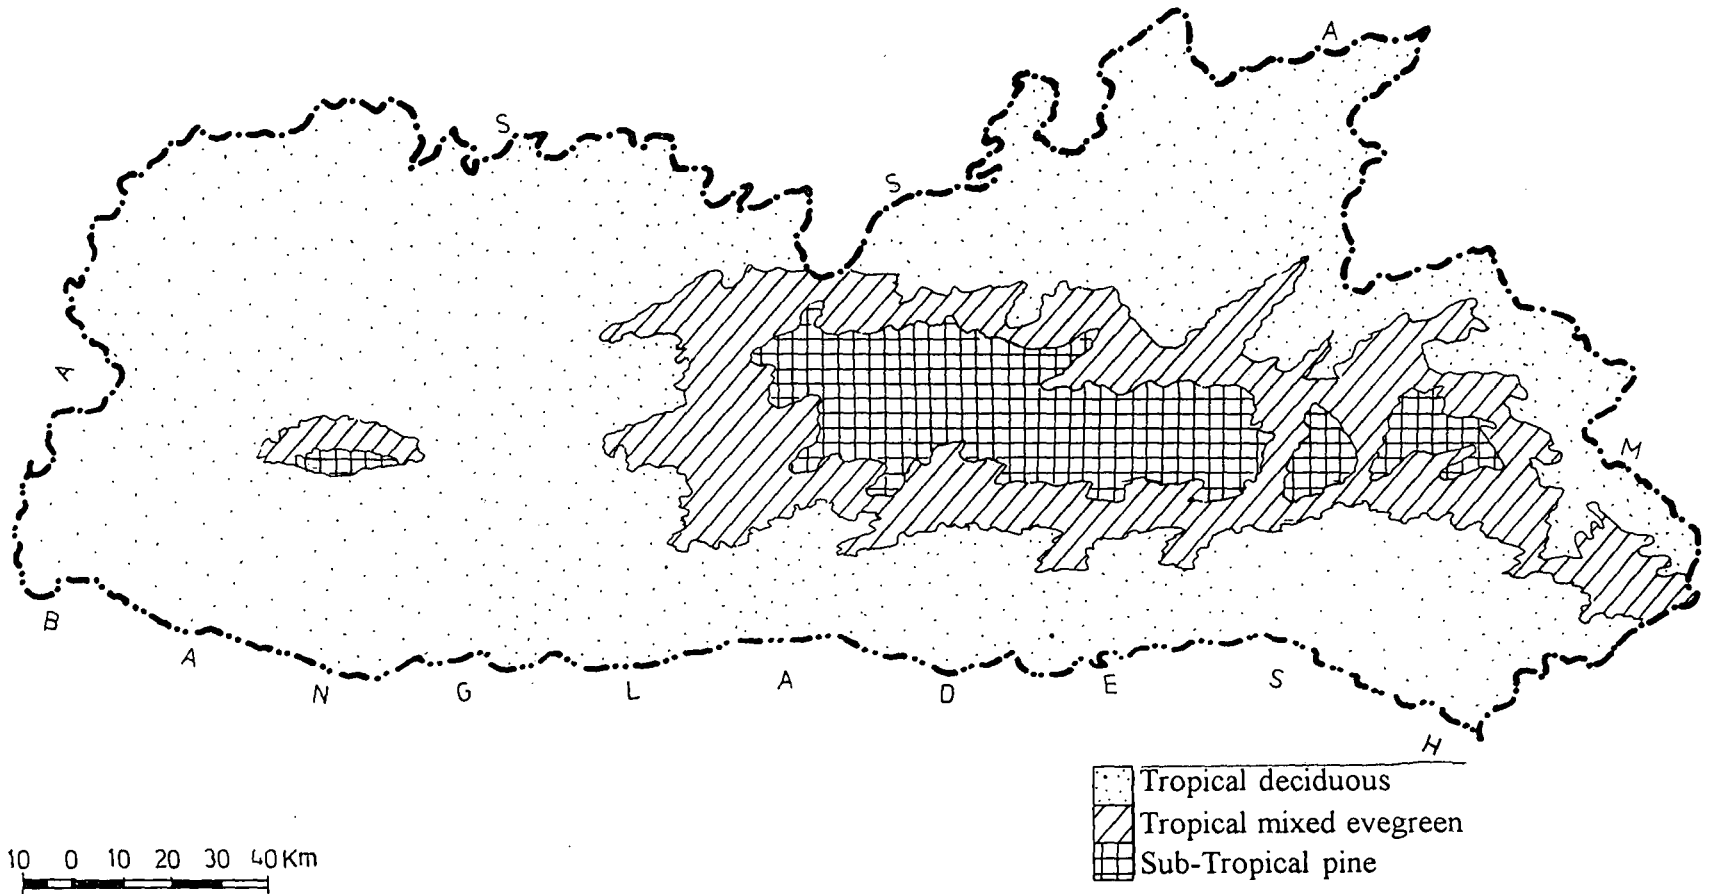 A S S A M
B A N G L A D E S H
Tropical deciduous
Tropical mixed evegreen
Sub-Tropical pine
10 0 10 20 30 40 Km